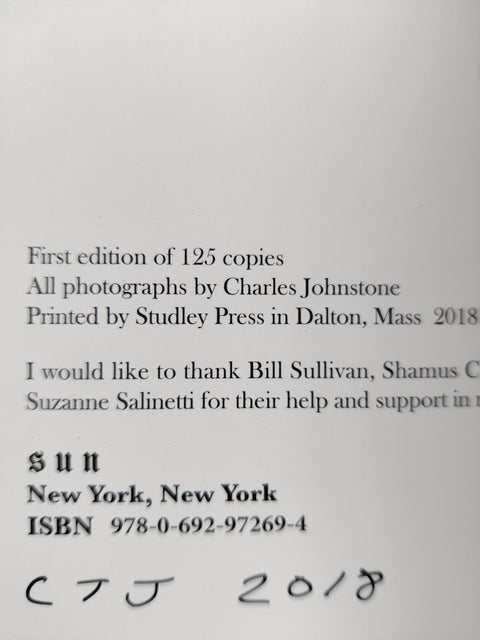 First edition of 125 copies
All photographs by Charles Johnstone
Printed by Studley Press in Dalton, Mass 2018
I would like to thank Bill Sullivan, Shamus
Suzanne Salinetti for their help and support in
sun
New York, New York
ISBN 978-0-692-97269-4
CTJ 2018